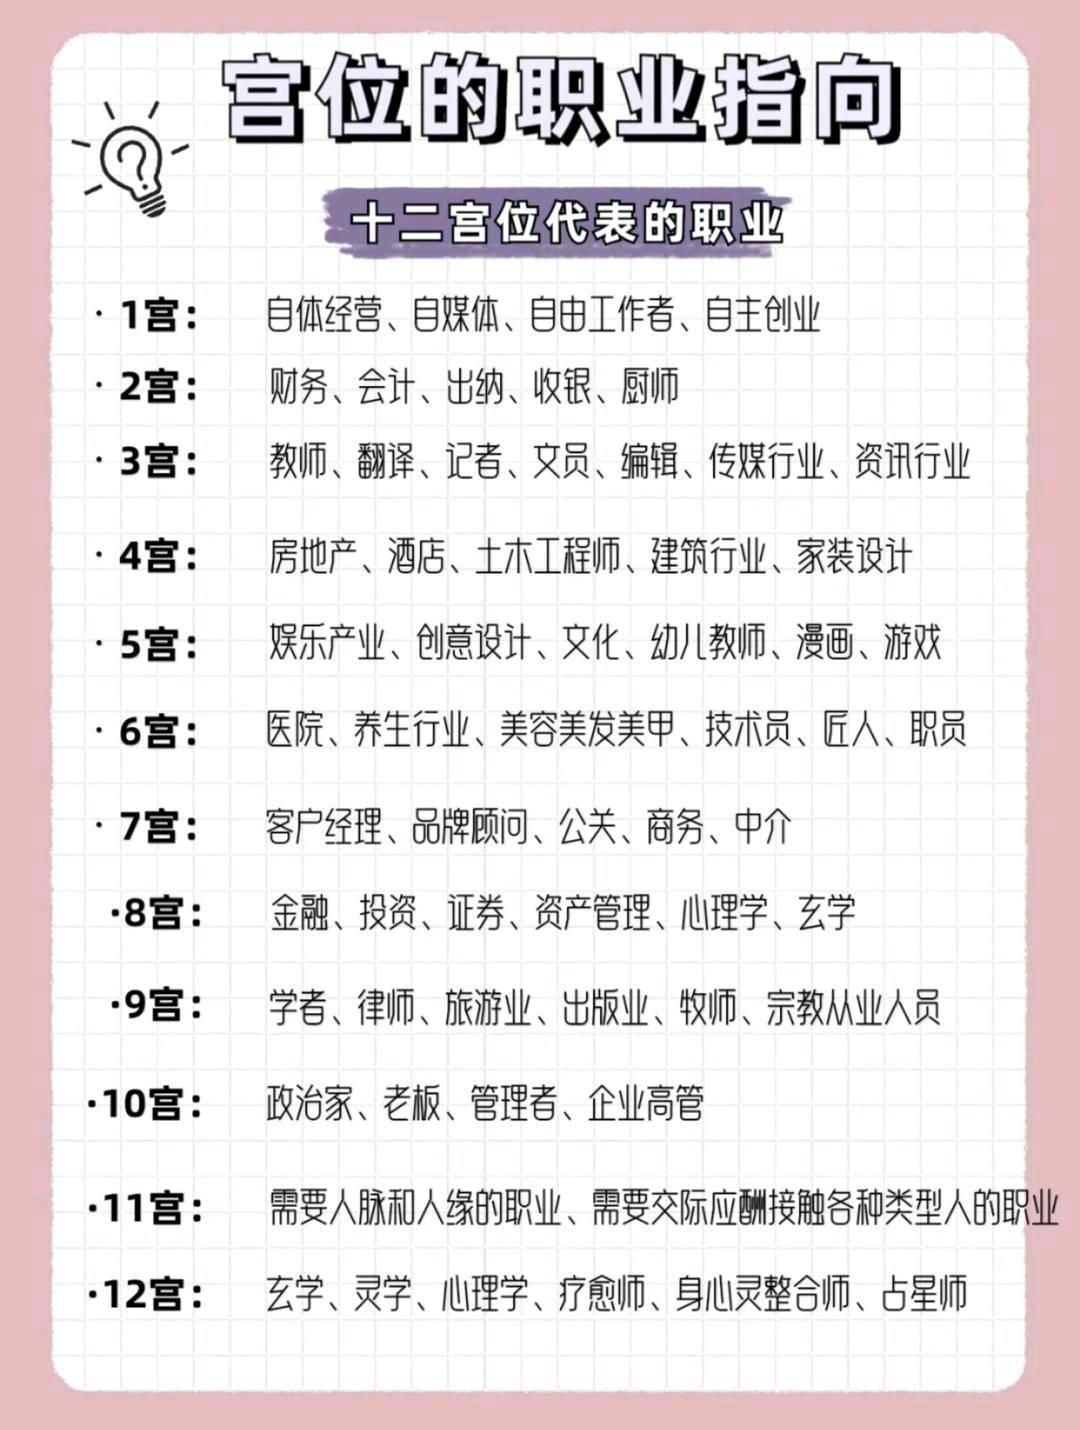 宫位的职业指向
十二宫位代表的职业
· 1宫： 自体经营、自媒体、自由工作者、自主创业
· 2宫： 财务、会计、出纳、收银、厨师
· 3宫： 教师、翻译、记者、文员、编辑、传媒行业、资讯行业
· 4宫： 房地产、酒店、土木工程师、建筑行业、家装设计
· 5宫： 娱乐产业、创意设计、文化、幼儿教师、漫画、游戏
· 6宫： 医院、养生行业、美容美发美甲、技术员、匠人、职员
· 7宫： 客户经理、品牌顾问、公关、商务、中介
·8宫： 金融、投资、证券、资产管理、心理学、玄学
·9宫： 学者、律师、旅游业、出版业、牧师、宗教从业人员
·10宫： 政治家、老板、管理者、企业高管
·11宫： 需要人脉和人缘的职业、需要交际应酬接触各种类型人的职业
·12宫： 玄学、灵学、心理学、疗愈师、身心灵整合师、占星师